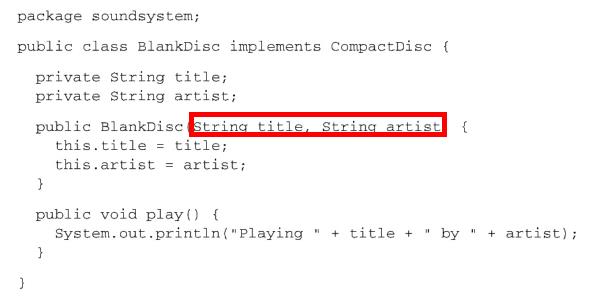 package soundsystem;
public class BlankDisc implements CompactDisc {
private String title;
private String artist;
public BlankDisc(String title, String artist {
this.title = title;
this.artist = artist;
}
public void play() {
System.out.println("Playing " + title + " by " + artist);
}
}